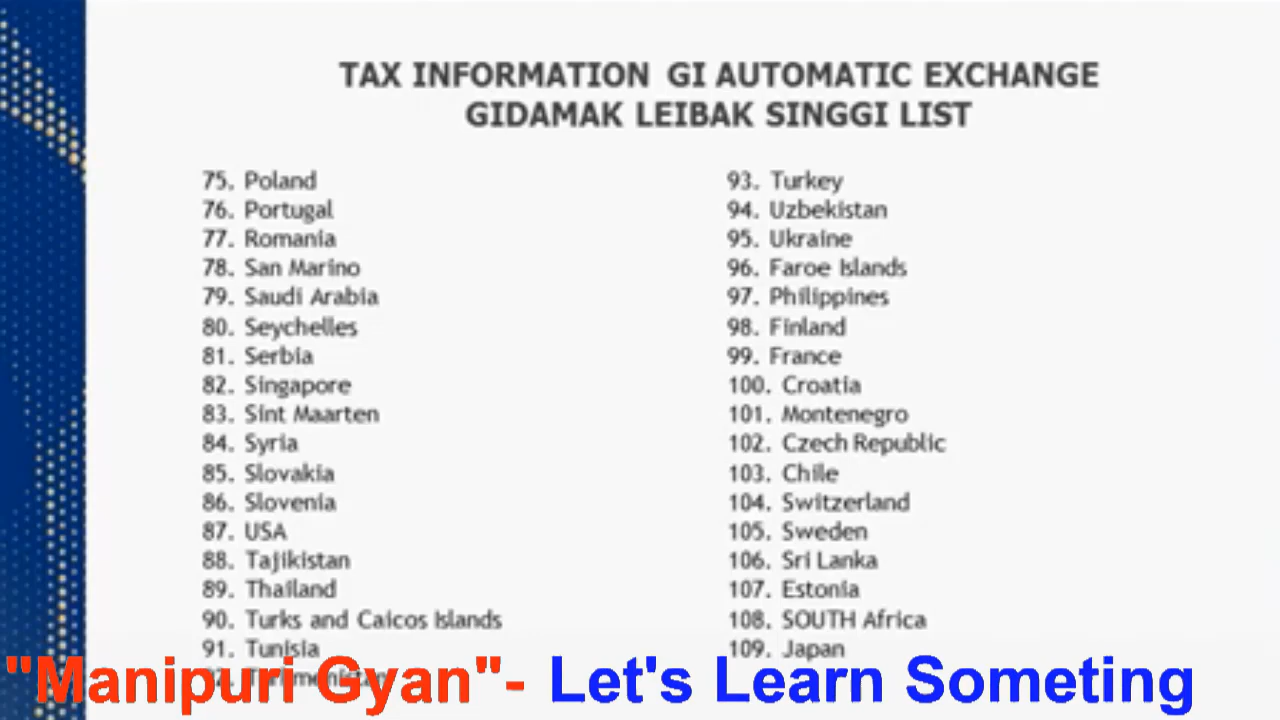 TAX INFORMATION GI AUTOMATIC EXCHANGE
GIDAMAK LEIBAK SINGGI LIST
75. Poland
76. Portugal
77. Romania
78. San Marino
79. Saudi Arabia
80. Seychelles
81. Serbia
82. Singapore
83. Sint Maarten
84. Syria
85. Slovakia
86. Slovenia
87. USA
88. Tajikistan
89. Thailand
90. Turks and Caicos Islands
91. Tunisia
93. Turkey
94. Uzbekistan
95. Ukraine
96. Faroe Islands
97. Philippines
98. Finland
99. France
100. Croatia
101. Montenegro
102. Czech Republic
103. Chile
104. Switzerland
105. Sweden
106. Sri Lanka
107. Estonia
108. SOUTH Africa
109. Japan
"Manipuri Gyan"- Let's Learn Someting